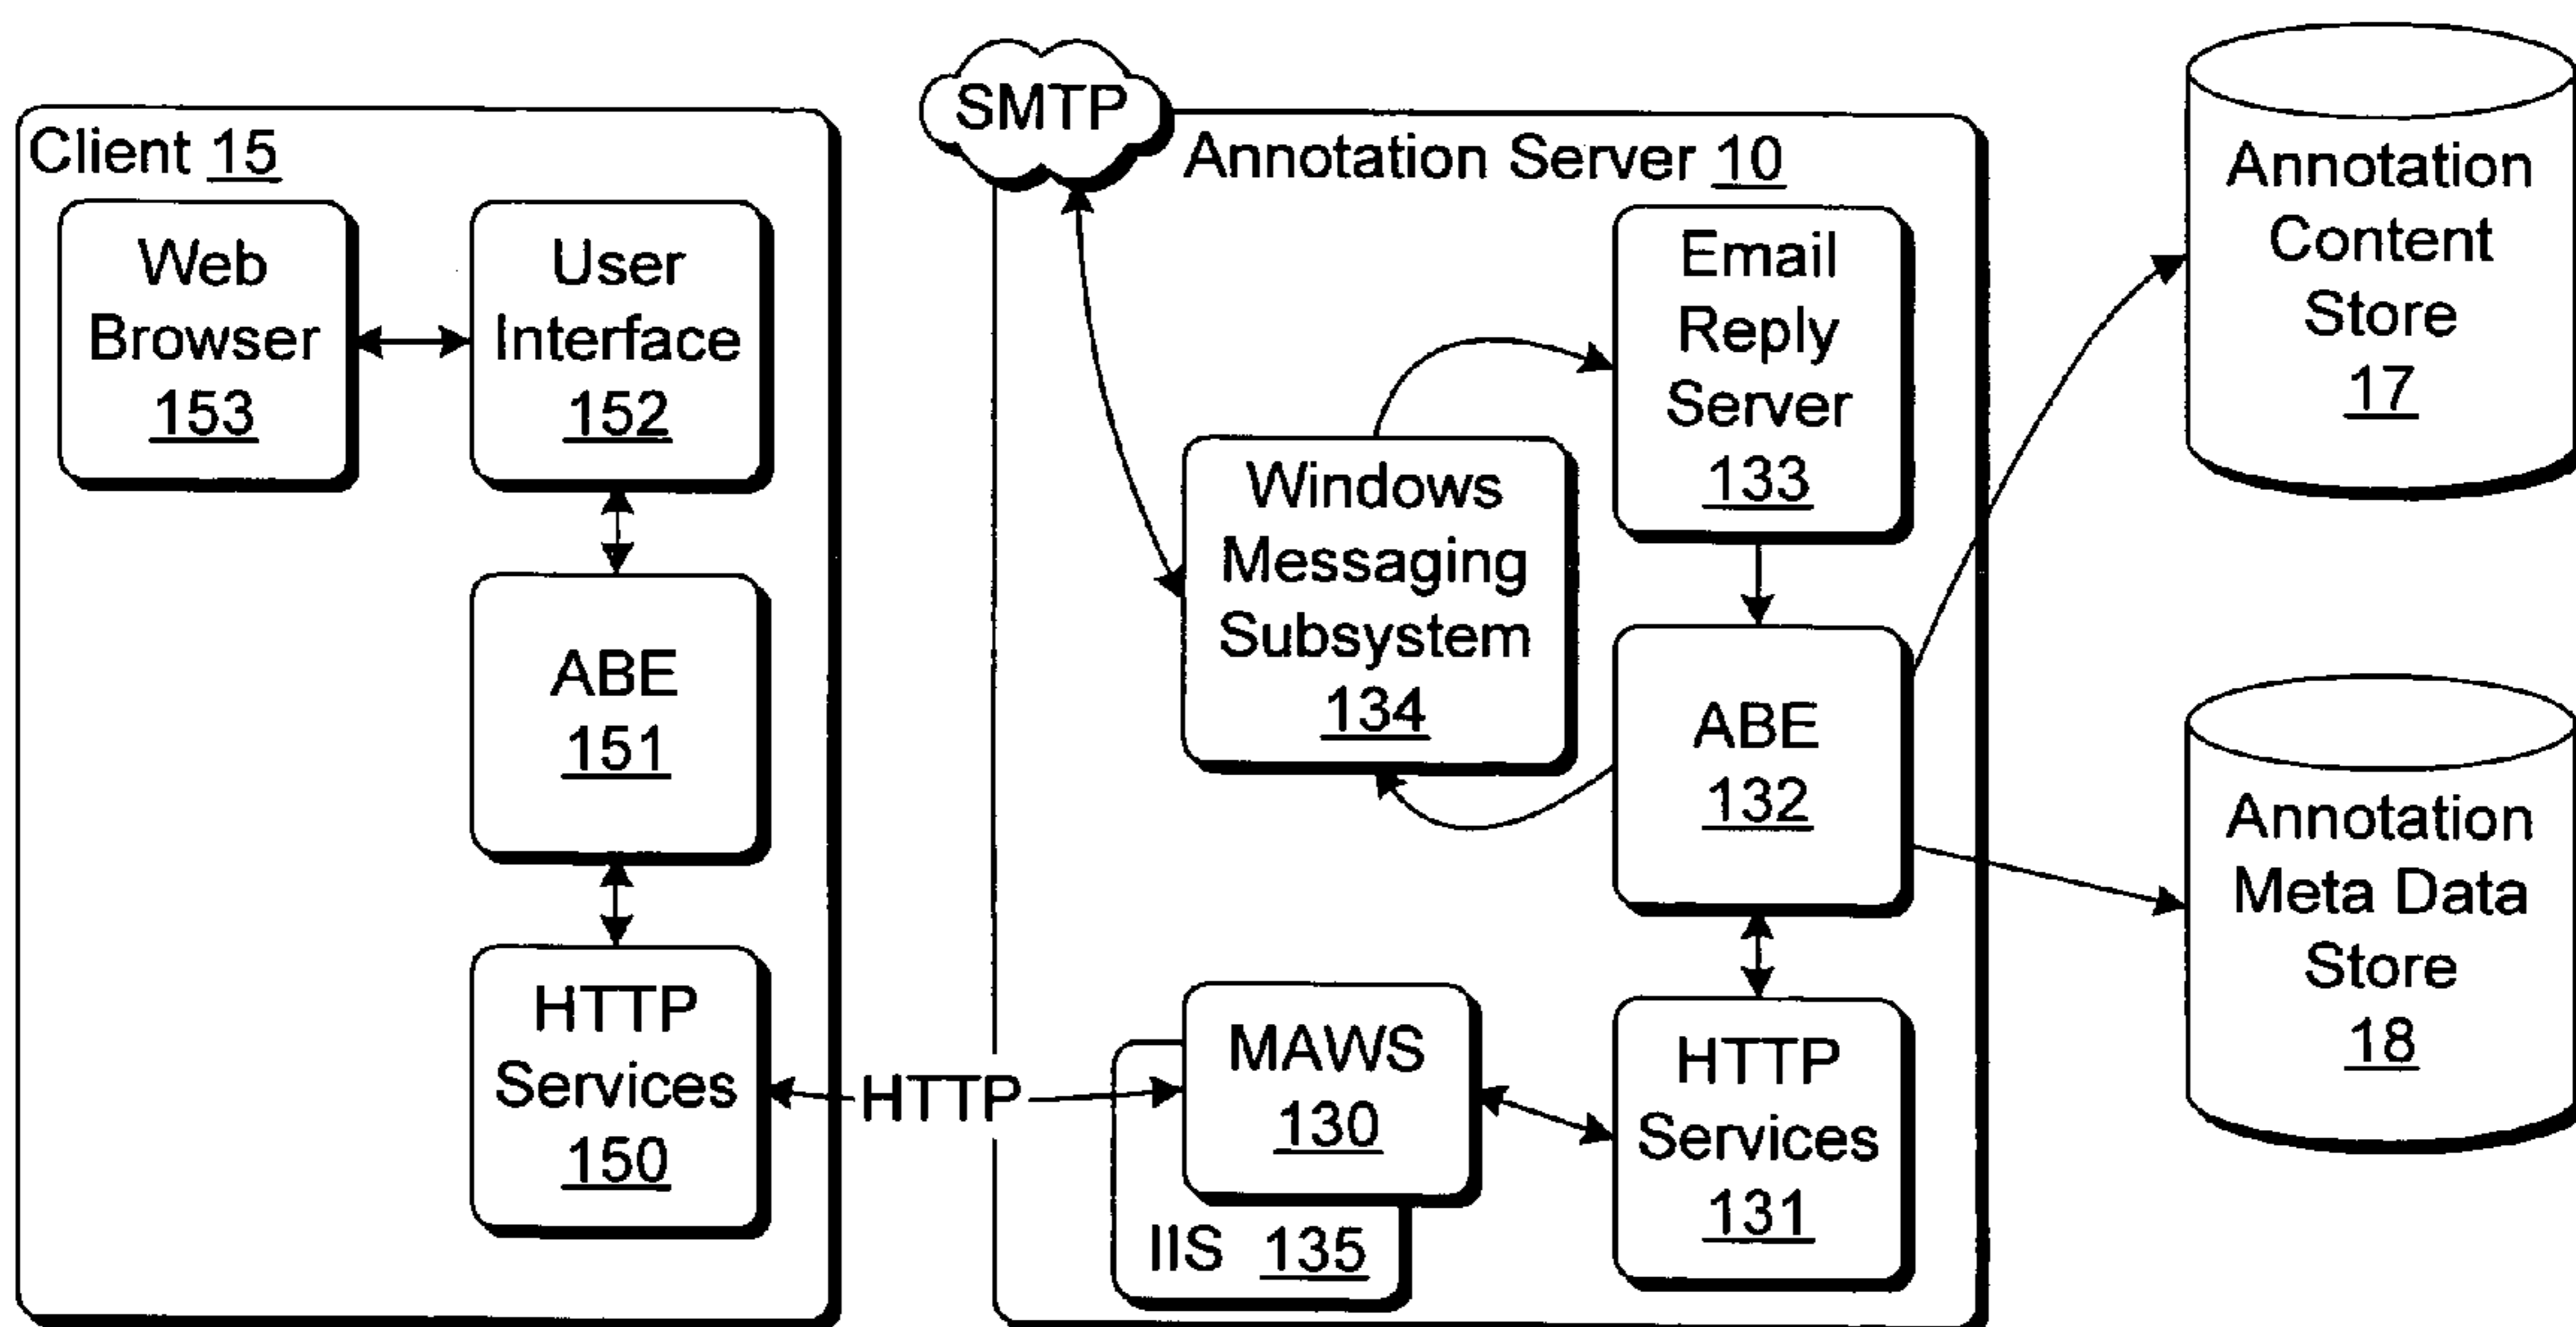 Client 15
Web
Browser
153
User
Interface
152
ABE
151
HTTP
Services
150
HTTP
SMTP
Annotation Server 10
Email
Reply
Server
133
Windows
Messaging
Subsystem
134
ABE
132
MAWS
130
IIS 135
HTTP
Services
131
Annotation
Content
Store
17
Annotation
Meta Data
Store
18